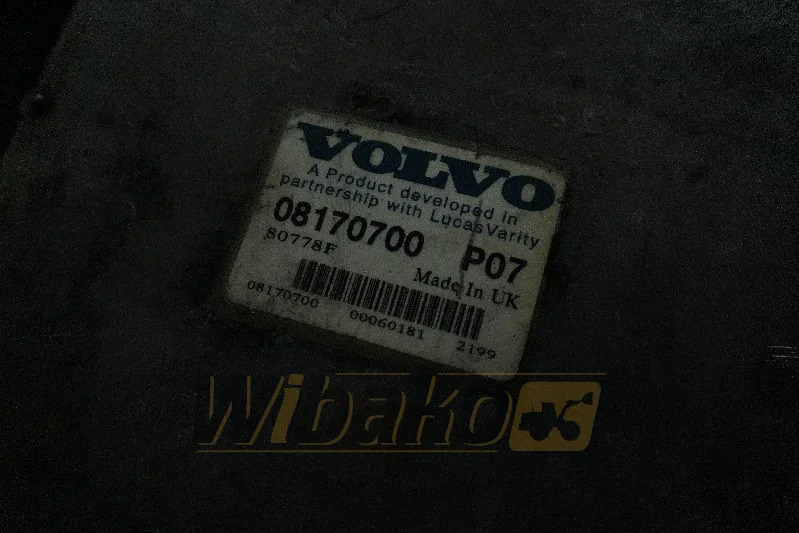 VOLVO
A Product developed in
partnership with LucasVarity
08170700 P07
80778F Made In UK
08170700 00060181 2199
Wibako